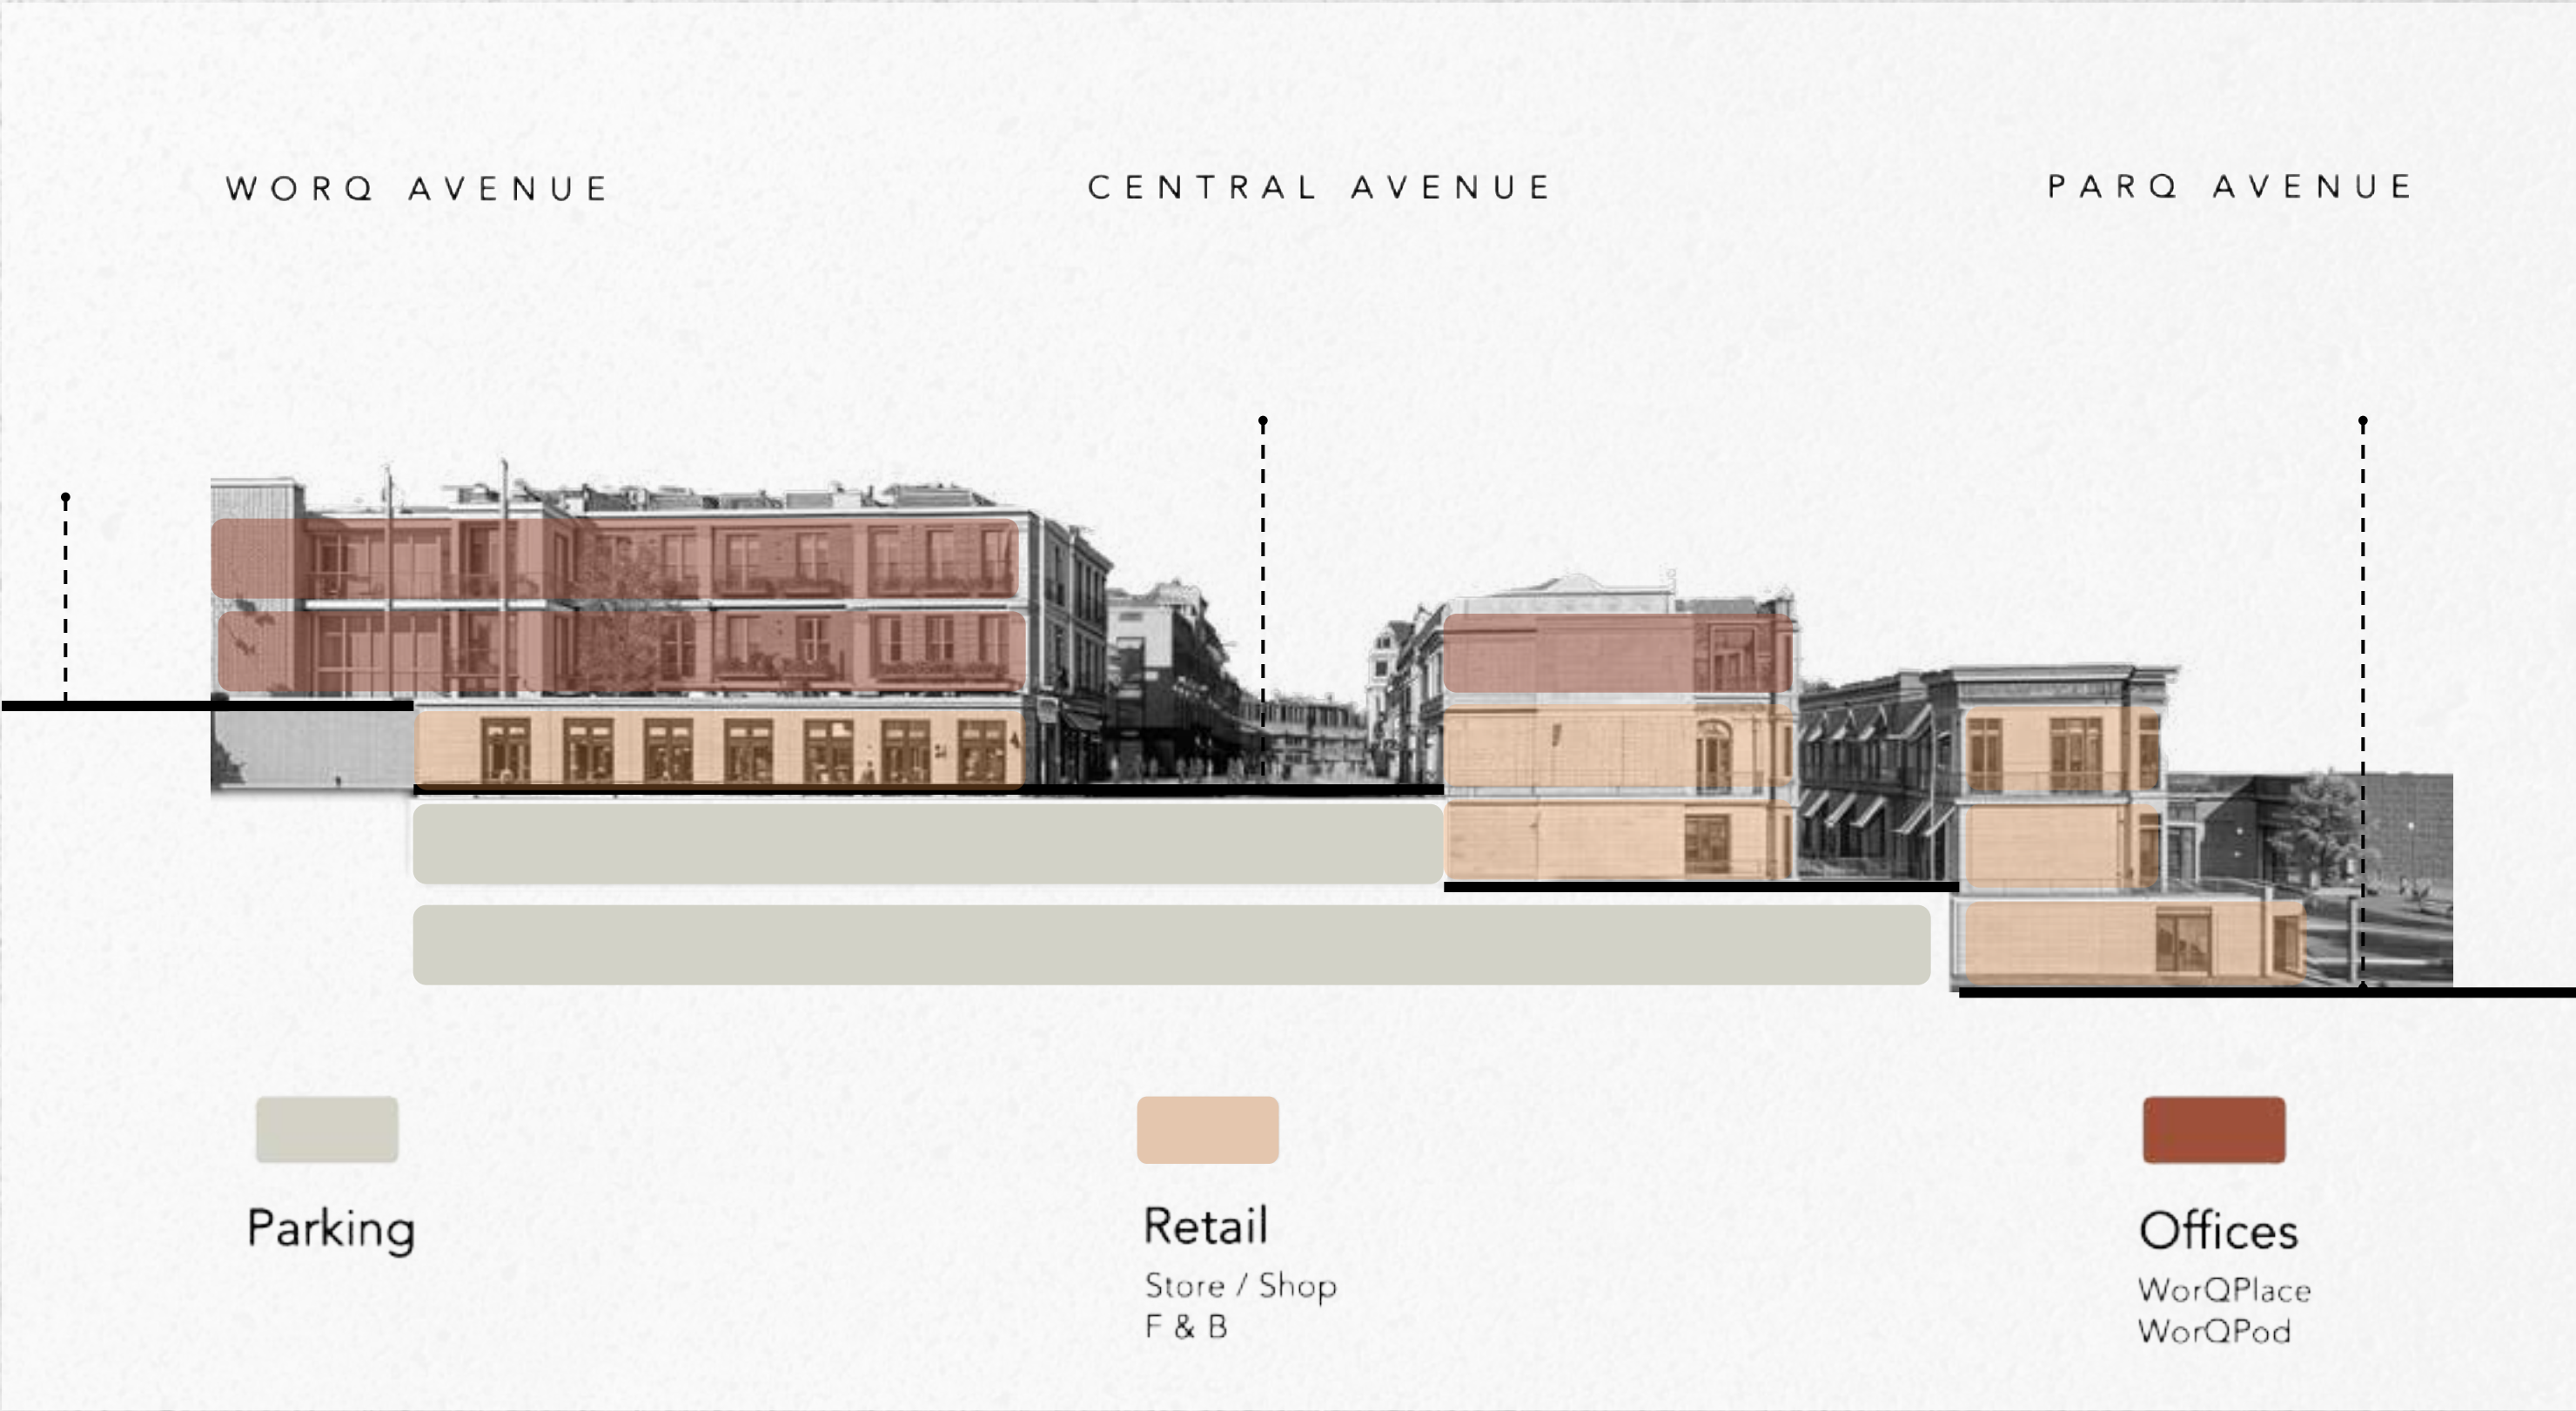 WORQ AVENUE
CENTRAL AVENUE
PARQ AVENUE
Parking
Retail
Store / Shop
F & B
Offices
WorQPlace
WorQPod